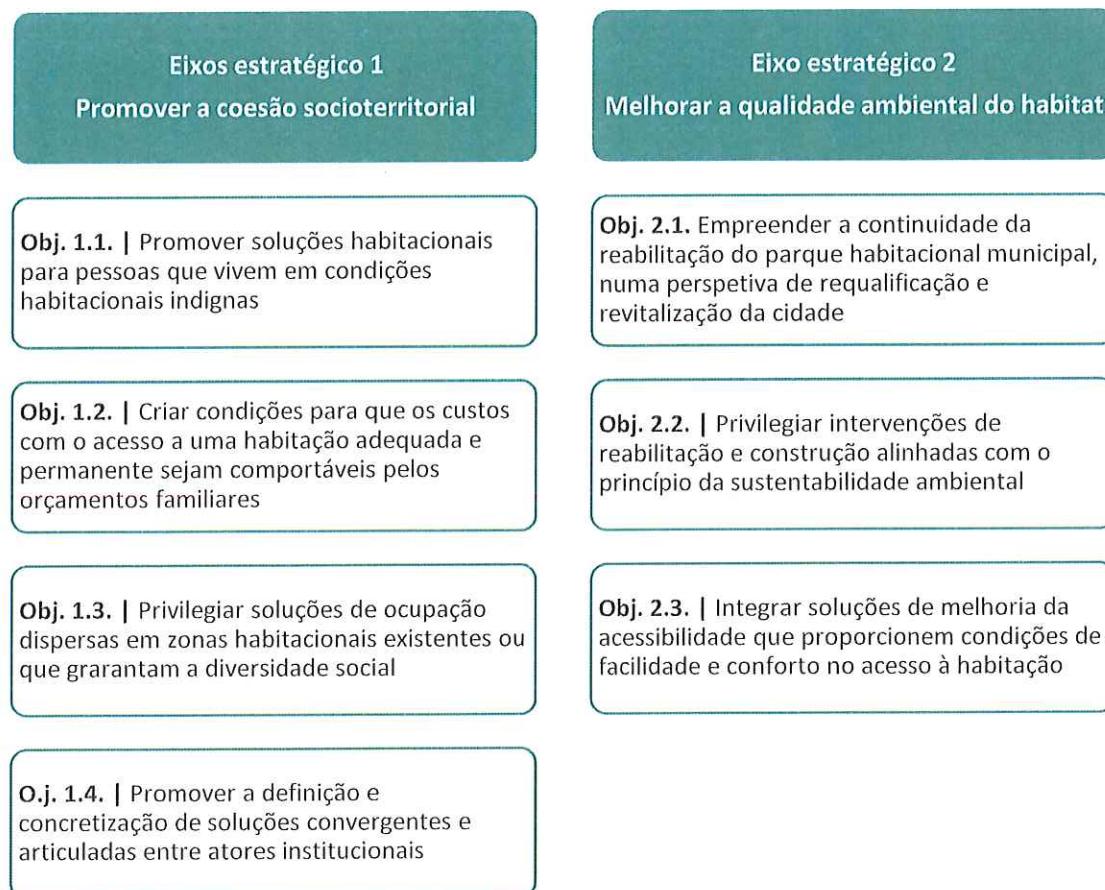 Eixos estratégico 1
Promover a coesão socioterritorial
Obj. 1.1. | Promover soluções habitacionais
para pessoas que vivem em condições
habitacionais indignas
Obj. 1.2. | Criar condições para que os custos
com o acesso a uma habitação adequada e
permanente sejam comportáveis pelos
orçamentos familiares
Obj. 1.3. | Privilegiar soluções de ocupação
dispersas em zonas habitacionais existentes ou
que grarantam a diversidade social
O.j. 1.4. | Promover a definição e
concretização de soluções convergentes e
articuladas entre atores institucionais
Eixo estratégico 2
Melhorar a qualidade ambiental do habitat
Obj. 2.1. Empreender a continuidade da
reabilitação do parque habitacional municipal,
numa perspetiva de requalificação e
revitalização da cidade
Obj. 2.2. | Privilegiar intervenções de
reabilitação e construção alinhadas com o
princípio da sustentabilidade ambiental
Obj. 2.3. | Integrar soluções de melhoria da
acessibilidade que proporcionem condições de
facilidade e conforto no acesso à habitação